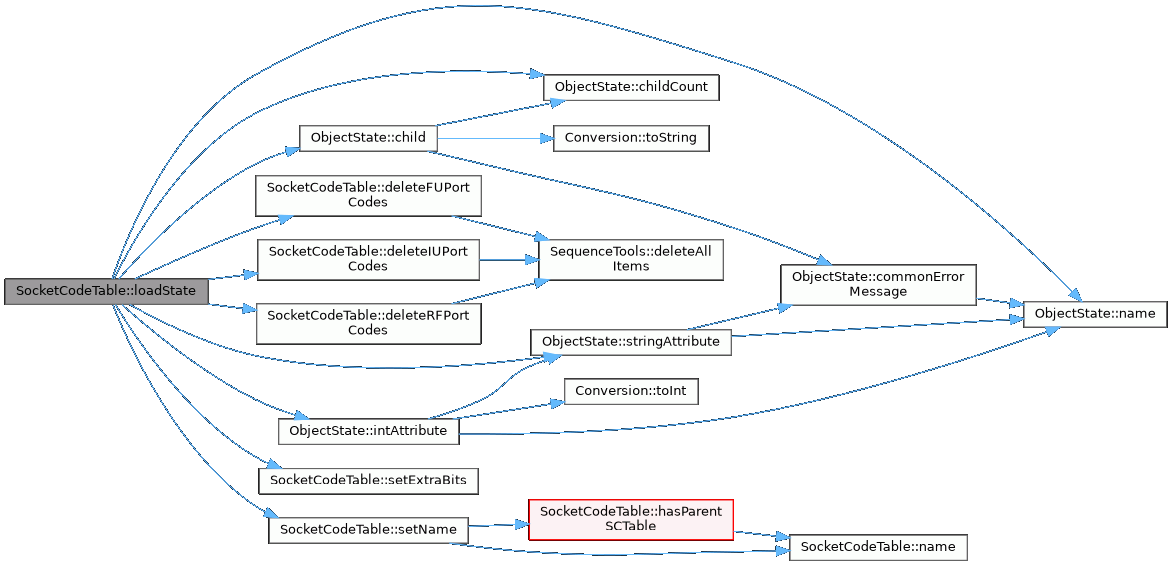 ObjectState::childCount
ObjectState::child
Conversion::toString
SocketCodeTable::deleteFUPort
Codes
SocketCodeTable::deleteIUPort
Codes
SequenceTools::deleteAll
Items
ObjectState::commonError
Message
SocketCodeTable::loadState
SocketCodeTable::deleteRFPort
Codes
ObjectState::name
ObjectState::stringAttribute
Conversion::toInt
ObjectState::intAttribute
SocketCodeTable::setExtraBits
SocketCodeTable::hasParent
SCTable
SocketCodeTable::setName
SocketCodeTable::name